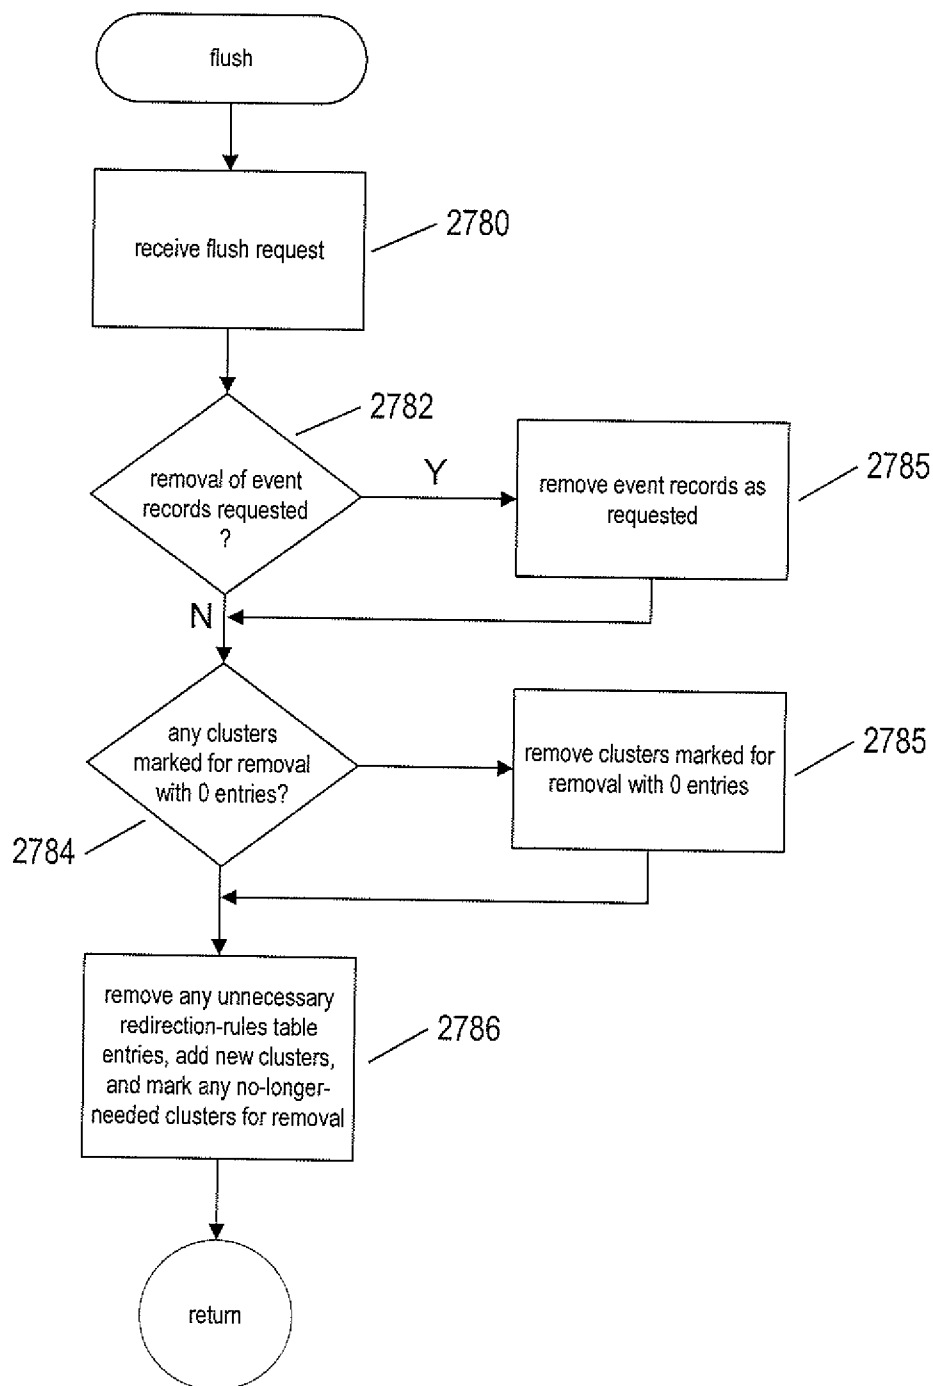 flush
receive flush request
2780
2782
removal of event
records requested
?
Y
remove event records as
requested
2785
N
any clusters
marked for removal
with 0 entries?
2784
remove clusters marked for
removal with 0 entries
2785
remove any unnecessary
redirection-rules table
entries, add new clusters,
and mark any no-longer-
needed clusters for removal
2786
return